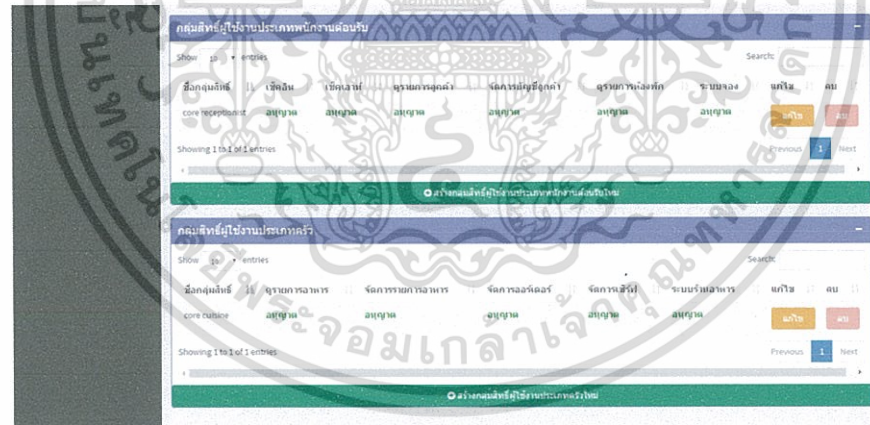 กลุ่มสิทธิ์ผู้ใช้งานประเภทพนักงานต้อนรับ
Show 10 entries Search:
ชื่อกลุ่มสิทธิ์ เช็คอิน เช็คเอาท์ ดูรายการลูกค้า จัดการบัญชีลูกค้า ดูรายการห้องพัก ระบบจอง แก้ไข ลบ
core receptionist อนุญาต อนุญาต อนุญาต อนุญาต อนุญาต อนุญาต แก้ไข ลบ
Showing 1 to 1 of 1 entries Previous 1 Next
สร้างกลุ่มสิทธิ์ผู้ใช้งานประเภทพนักงานต้อนรับใหม่
กลุ่มสิทธิ์ผู้ใช้งานประเภทครัว
Show 10 entries Search:
ชื่อกลุ่มสิทธิ์ ดูรายการอาหาร จัดการรายการอาหาร จัดการออร์เดอร์ จัดการเสิร์ฟ ระบบร้านอาหาร แก้ไข ลบ
core cuisine อนุญาต อนุญาต อนุญาต อนุญาต อนุญาต แก้ไข ลบ
Showing 1 to 1 of 1 entries Previous 1 Next
สร้างกลุ่มสิทธิ์ผู้ใช้งานประเภทครัวใหม่